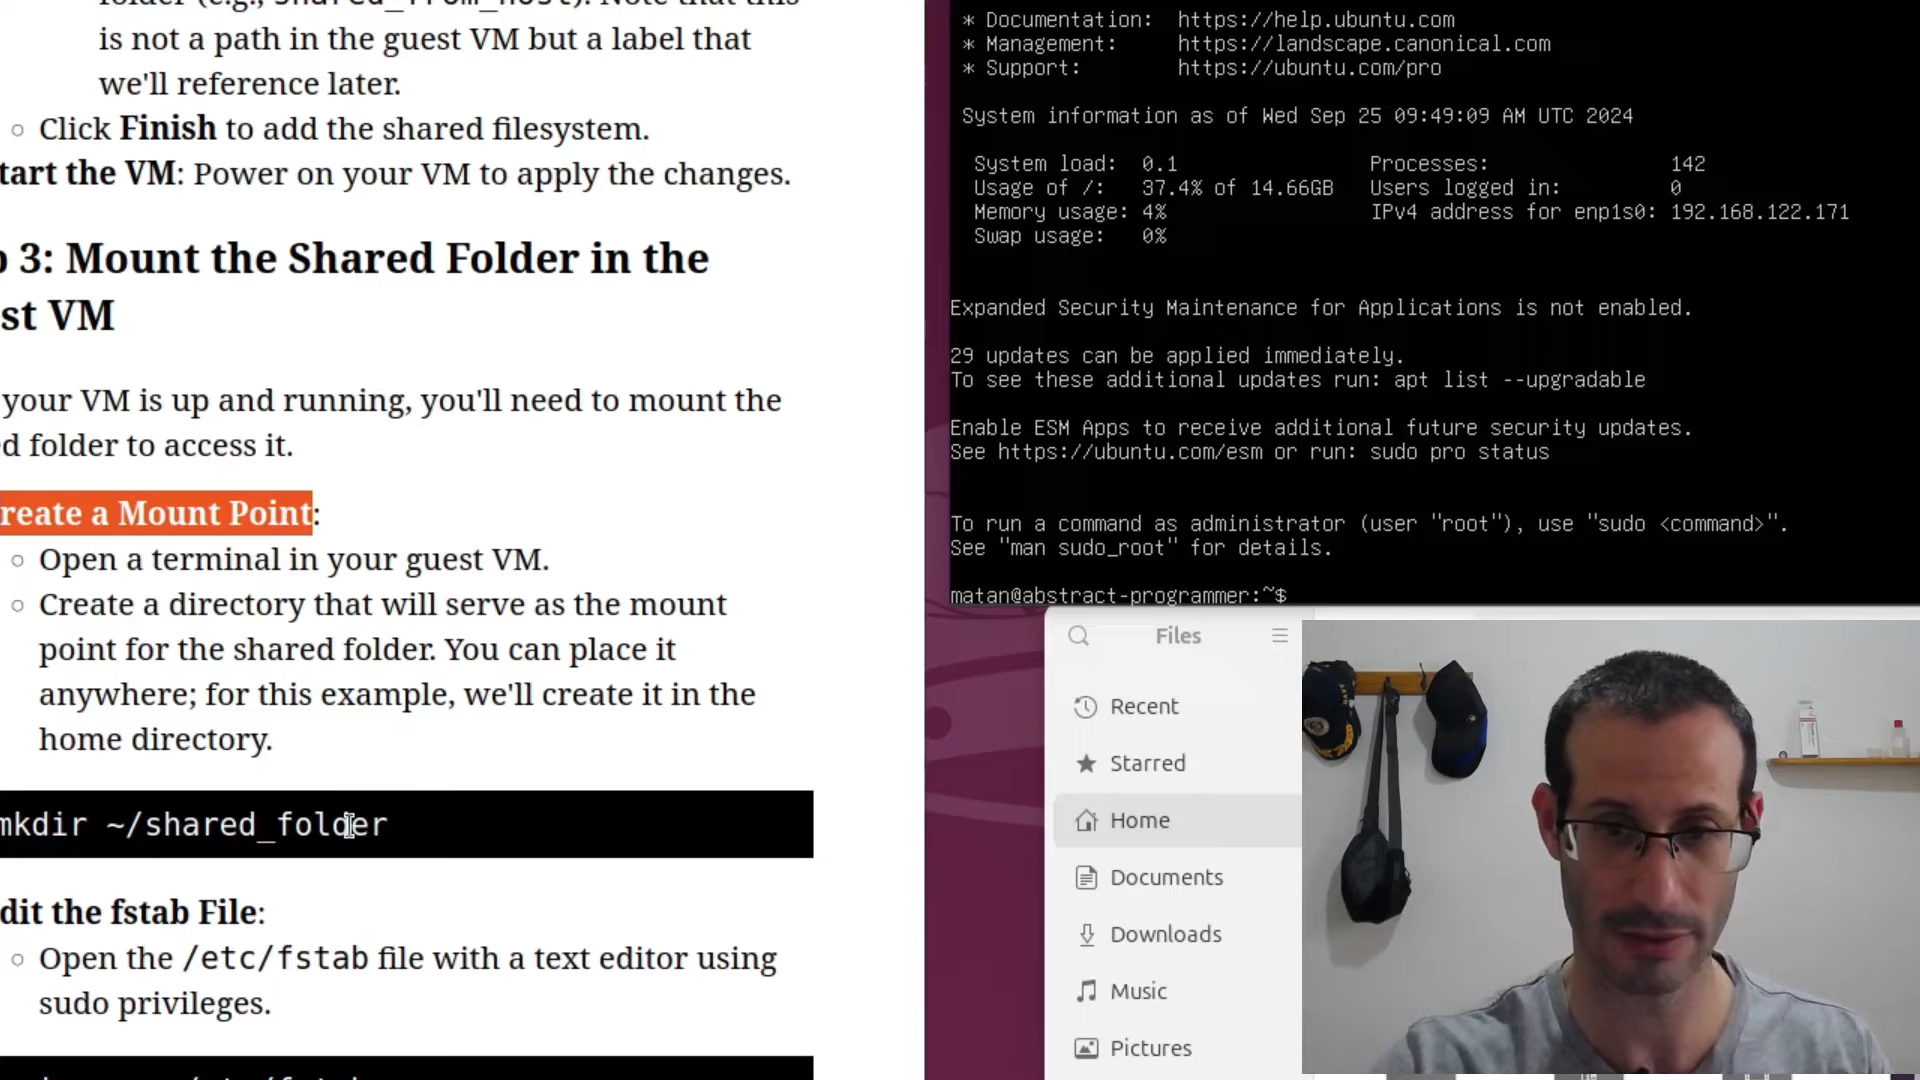 is not a path in the guest VM but a label that
we'll reference later.
Click Finish to add the shared filesystem.
tart the VM: Power on your VM to apply the changes.
3: Mount the Shared Folder in the
st VM
your VM is up and running, you'll need to mount the
d folder to access it.
reate a Mount Point:
Open a terminal in your guest VM.
Create a directory that will serve as the mount
point for the shared folder. You can place it
anywhere; for this example, we'll create it in the
home directory.
mkdir ~/shared_folder
dit the fstab File:
Open the /etc/fstab file with a text editor using
sudo privileges.
* Documentation: https://help.ubuntu.com
* Management: https://landscape.canonical.com
* Support: https://ubuntu.com/pro
System information as of Wed Sep 25 09:49:09 AM UTC 2024
System load: 0.1 Processes: 142
Usage of /: 37.4% of 14.66GB Users logged in: 0
Memory usage: 4% IPv4 address for enp1s0: 192.168.122.171
Swap usage: 0%
Expanded Security Maintenance for Applications is not enabled.
29 updates can be applied immediately.
To see these additional updates run: apt list --upgradable
Enable ESM Apps to receive additional future security updates.
See https://ubuntu.com/esm or run: sudo pro status
To run a command as administrator (user "root"), use "sudo <command>".
See "man sudo_root" for details.
matan@abstract-programmer:~$
Files
Recent
Starred
Home
Documents
Downloads
Music
Pictures